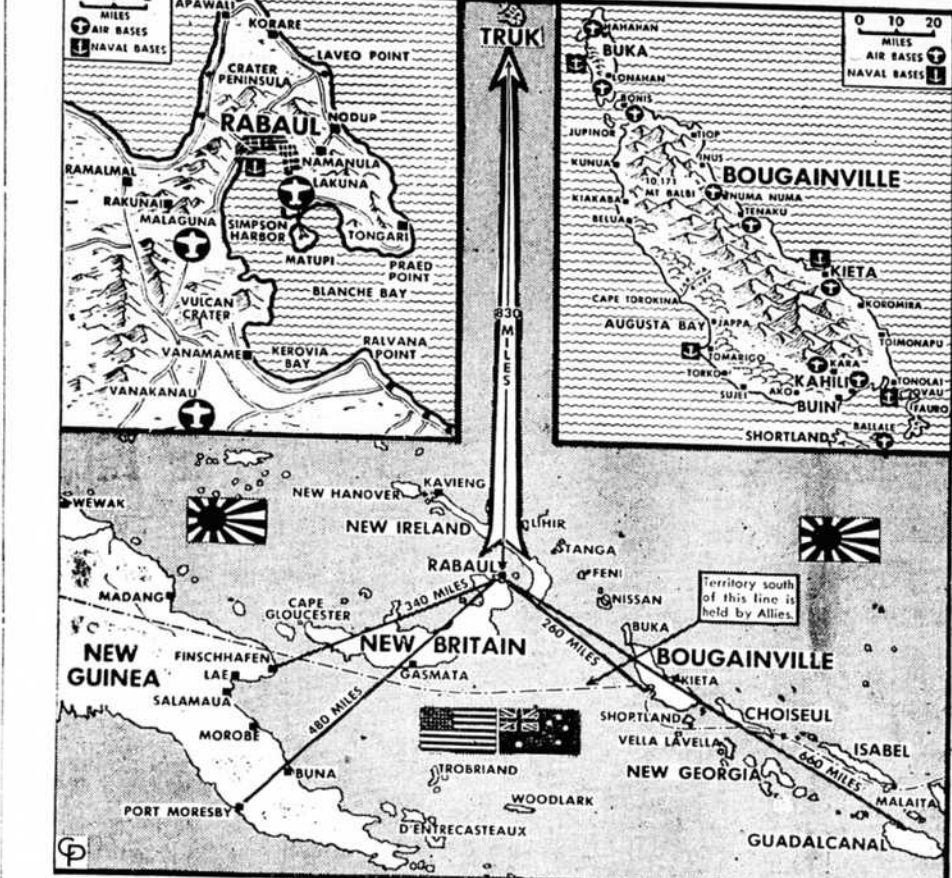 APAWALI
KORARE
LAVEO POINT
MILES
AIR BASES
NAVAL BASES
CRATER
PENINSULA
RABAUL
NODUP
NAMANULA
LAKUNA
RAMALMAL
RAKUNAI
MALAGUNA
SIMPSON
HARBOR
TONGARI
MATUPI
PRAED
POINT
BLANCHE BAY
VULCAN
CRATER
VANAMAME
KEROVIA
BAY
RALVANA
POINT
VANAKANAU
TRUK
830
MILES
HAHAN
BUKA
LONAHAN
BONIS
JUPINOR
TIOP
KUNUA
INUS
BOUGAINVILLE
10,171
MT BALBI
NUMA NUMA
KIAKABA
TENAKU
BELUA
KIETA
CAPE TOROKINA
KOROMIRA
AUGUSTA BAY
JAPPA
TOIMONAPU
TOMARIGO
KARA
TORKO
KAHILI
TONOLAI
SUJEI
AKO
BUIN
OVAU
FAURO
BALLALE
SHORTLANDS
0 10 20
MILES
AIR BASES
NAVAL BASES
WEWAK
NEW HANOVER
KAVIENG
NEW IRELAND
LIHIR
TANGA
RABAUL
FENI
MADANG
340 MILES
NISSAN
Territory south
of this line is
held by Allies.
CAPE
GLOUCESTER
BUKA
260 MILES
NEW
GUINEA
FINSCHHAFEN
NEW BRITAIN
BOUGAINVILLE
LAE
GASMATA
KIETA
SALAMAUA
480 MILES
SHORTLAND
CHOISEUL
MOROBE
VELLA LAVELLA
ISABEL
BUNA
TROBRIAND
NEW GEORGIA
660 MILES
PORT MORESBY
WOODLARK
MALAITA
D'ENTRECASTEAUX
GUADALCANAL
CP